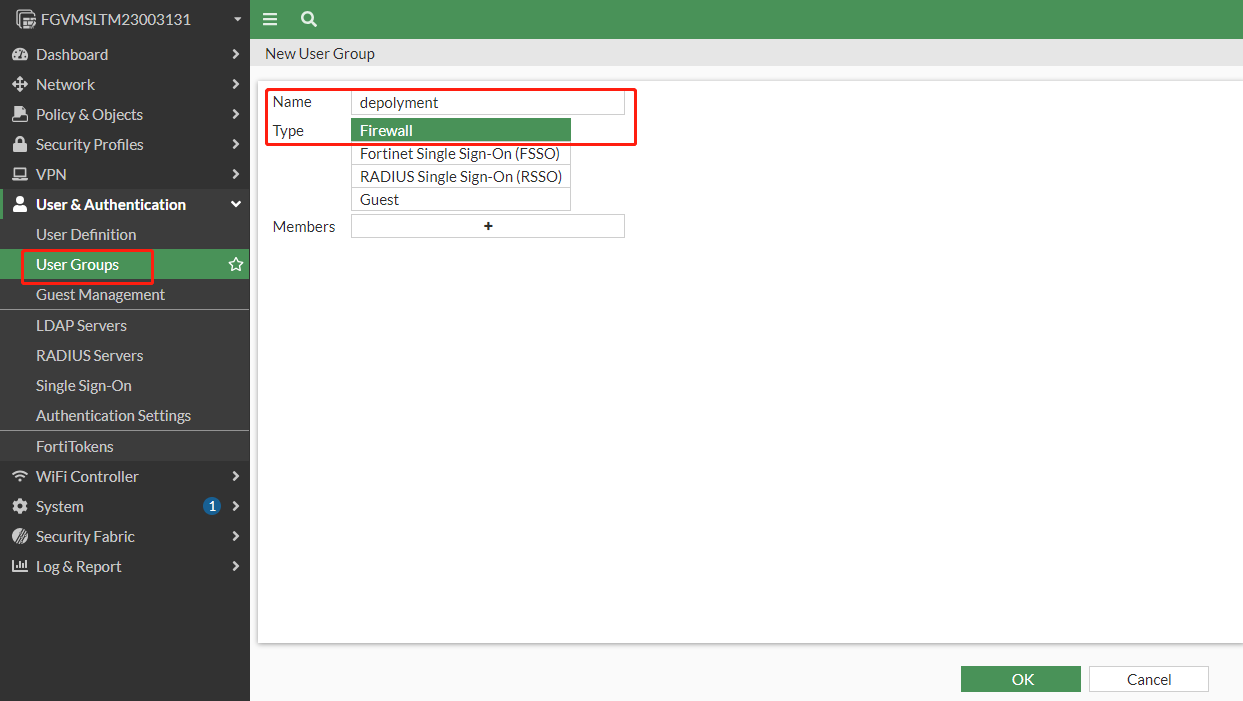 FGVMSLTM23003131
Dashboard
Network
Policy & Objects
Security Profiles
VPN
User & Authentication
User Definition
User Groups
Guest Management
LDAP Servers
RADIUS Servers
Single Sign-On
Authentication Settings
FortiTokens
WiFi Controller
System 1
Security Fabric
Log & Report
New User Group
Name depolyment
Type Firewall
Fortinet Single Sign-On (FSSO)
RADIUS Single Sign-On (RSSO)
Guest
Members +
OK Cancel